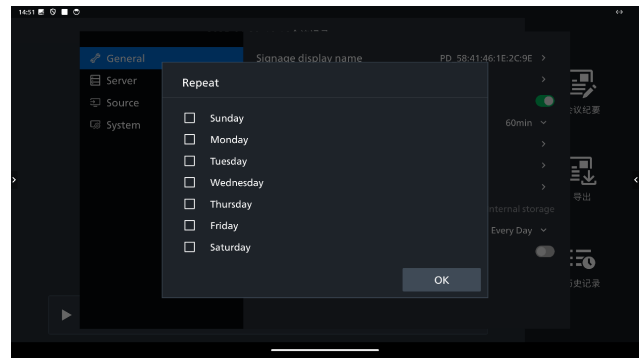 14:51
General
Signage display name
PD_58:41:46:1E:2C:9E
Server
Source
60min
System
Repeat
Sunday
Monday
Tuesday
Wednesday
Thursday
Friday
Saturday
OK
nternal storage
Every Day
议纪要
导出
史记录